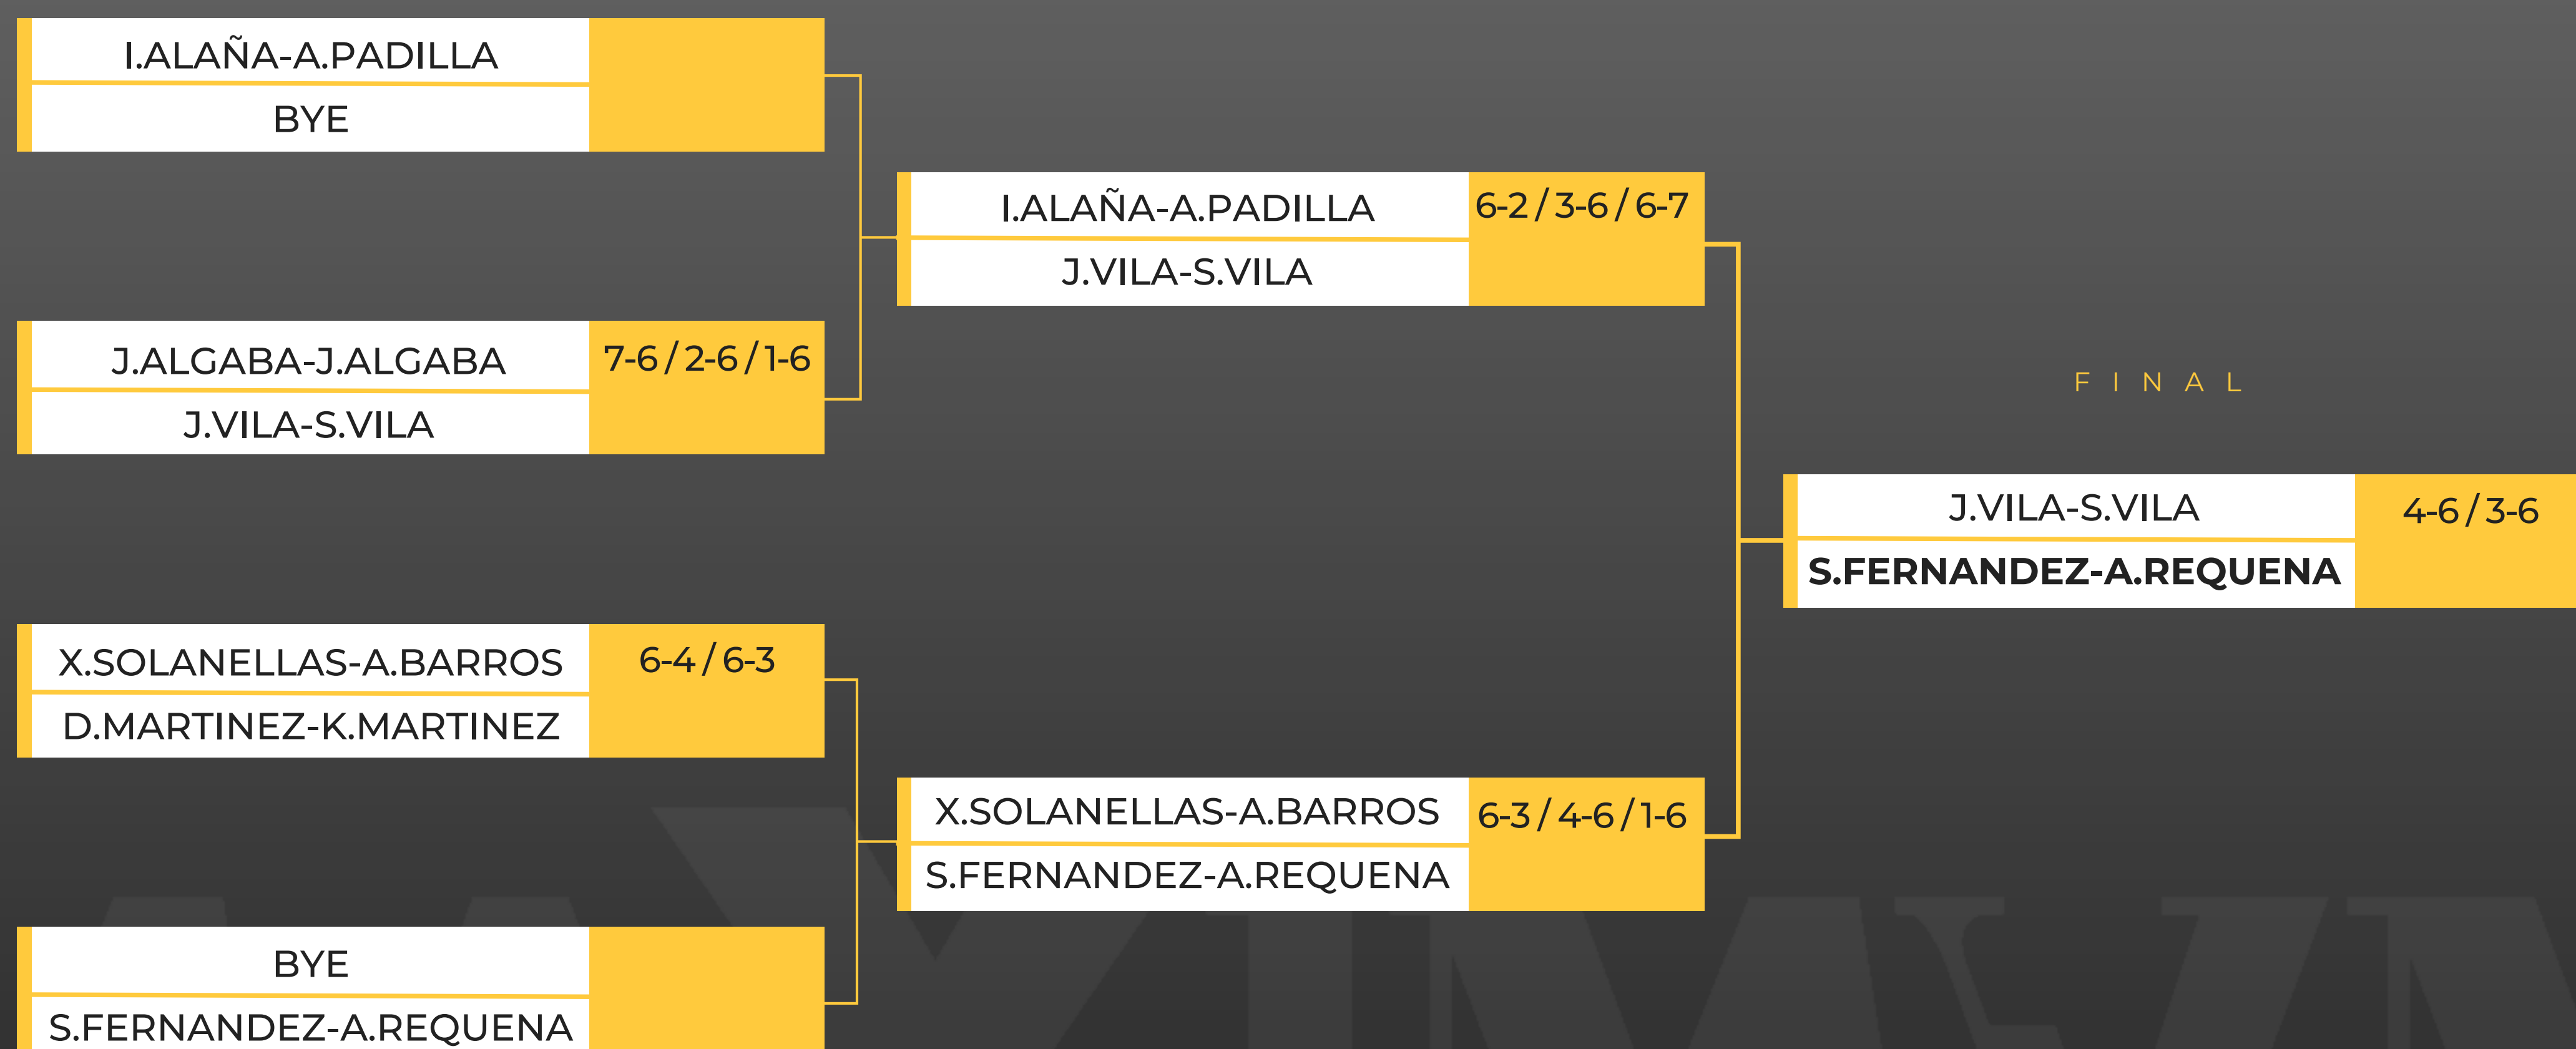 I.ALAÑA-A.PADILLA
BYE
J.ALGABA-J.ALGABA 7-6 / 2-6 / 1-6
J.VILA-S.VILA
X.SOLANELLAS-A.BARROS 6-4 / 6-3
D.MARTINEZ-K.MARTINEZ
BYE
S.FERNANDEZ-A.REQUENA
I.ALAÑA-A.PADILLA 6-2 / 3-6 / 6-7
J.VILA-S.VILA
X.SOLANELLAS-A.BARROS 6-3 / 4-6 / 1-6
S.FERNANDEZ-A.REQUENA
FINAL
J.VILA-S.VILA 4-6 / 3-6
S.FERNANDEZ-A.REQUENA